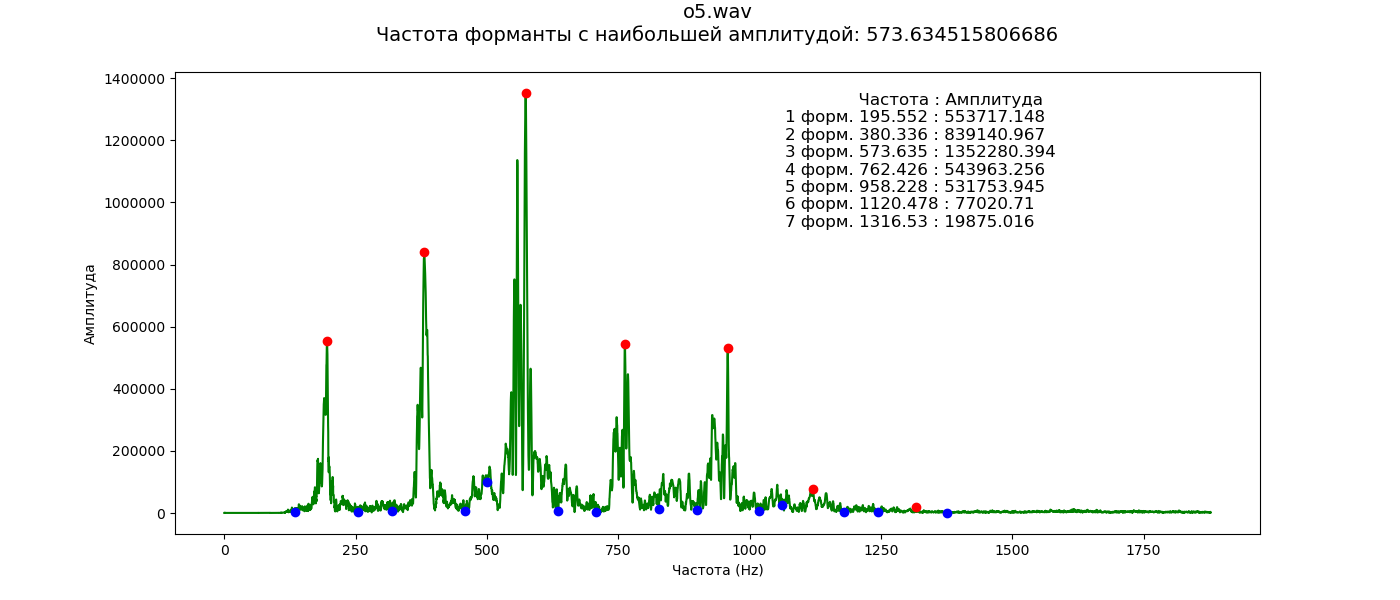 o5.wav
Частота форманты с наибольшей амплитудой: 573.634515806686
Частота : Амплитуда
1 форм. 195.552 : 553717.148
2 форм. 380.336 : 839140.967
3 форм. 573.635 : 1352280.394
4 форм. 762.426 : 543963.256
5 форм. 958.228 : 531753.945
6 форм. 1120.478 : 77020.71
7 форм. 1316.53 : 19875.016
Амплитуда
1400000
1200000
1000000
800000
600000
400000
200000
0
0 250 500 750 1000 1250 1500 1750
Частота (Hz)